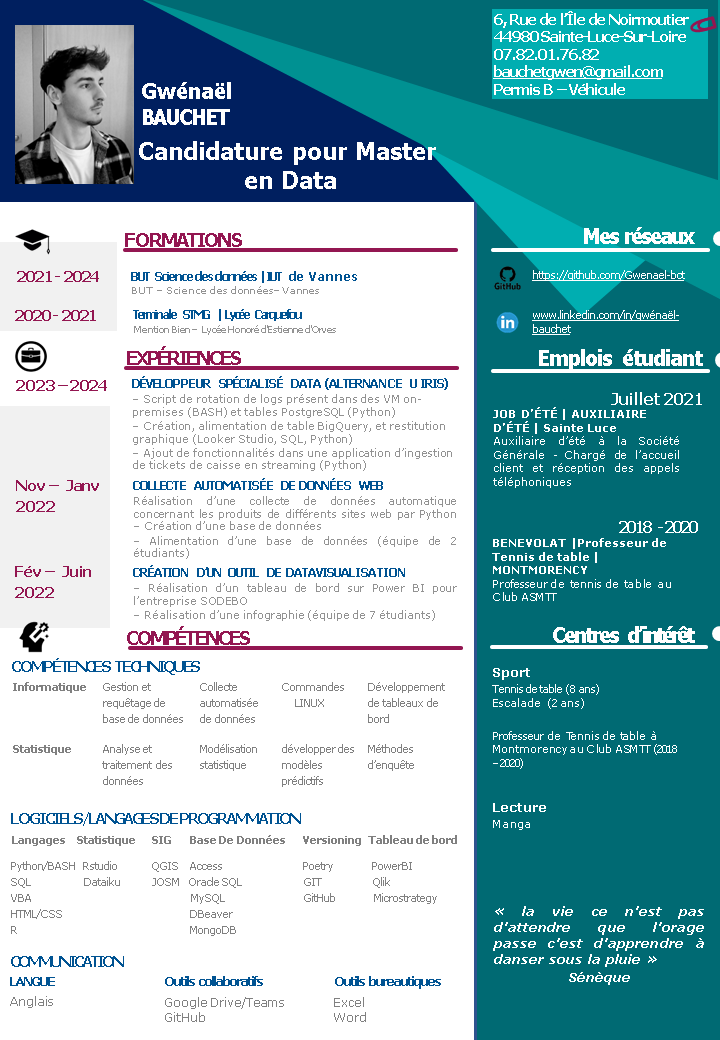 Gwénaël
BAUCHET
Candidature pour Master
en Data
6, Rue de l'Île de Noirmoutier
44980 Sainte-Luce-Sur-Loire
07.82.01.76.82
bauchetgwen@gmail.com
Permis B – Véhicule
FORMATIONS
2021 - 2024
BUT Science des données | IUT de Vannes
BUT – Science des données– Vannes
2020 - 2021
Terminale STMG | Lycée Carquefou
Mention Bien – Lycée Honoré d'Estienne d'Orves
EXPÉRIENCES
2023 – 2024
DÉVELOPPEUR SPÉCIALISÉ DATA (ALTERNANCE U IRIS)
– Script de rotation de logs présent dans des VM on-
premises (BASH) et tables PostgreSQL (Python)
– Création, alimentation de table BigQuery, et restitution
graphique (Looker Studio, SQL, Python)
– Ajout de fonctionnalités dans une application d'ingestion
de tickets de caisse en streaming (Python)
Nov – Janv
2022
COLLECTE AUTOMATISÉE DE DONNÉES WEB
Réalisation d'une collecte de données automatique
concernant les produits de différents sites web par Python
– Création d'une base de données
– Alimentation d'une base de données (équipe de 2
étudiants)
Fév – Juin
2022
CRÉATION D'UN OUTIL DE DATAVISUALISATION
– Réalisation d'un tableau de bord sur Power BI pour
l'entreprise SODEBO
– Réalisation d'une infographie (équipe de 7 étudiants)
COMPÉTENCES
COMPÉTENCES TECHNIQUES
Informatique Gestion et Collecte Commandes Développement
requêtage de automatisée LINUX de tableaux de
base de données de données bord
Statistique Analyse et Modélisation développer des Méthodes
traitement des statistique modèles d'enquête
données prédictifs
LOGICIELS/LANGAGES DE PROGRAMMATION
Langages Statistique SIG Base De Données Versioning Tableau de bord
Python/BASH Rstudio QGIS Access Poetry PowerBI
SQL Dataiku JOSM Oracle SQL GIT Qlik
VBA MySQL GitHub Microstrategy
HTML/CSS DBeaver
R MongoDB
COMMUNICATION
LANGUE Outils collaboratifs Outils bureautiques
Anglais Google Drive/Teams Excel
GitHub Word
Mes réseaux
GitHub
https://github.com/Gwenael-bct
in
www.linkedin.com/in/gwénaël-
bauchet
Emplois étudiant
Juillet 2021
JOB D'ÉTÉ | AUXILIAIRE
D'ÉTÉ | Sainte Luce
Auxiliaire d'été à la Société
Générale - Chargé de l'accueil
client et réception des appels
téléphoniques
2018 - 2020
BENEVOLAT |Professeur de
Tennis de table |
MONTMORENCY
Professeur de tennis de table au
Club ASMTT
Centres d'intérêt
Sport
Tennis de table (8 ans)
Escalade (2 ans)
Professeur de Tennis de table à
Montmorency au Club ASMTT (2018
–2020)
Lecture
Manga
« la vie ce n'est pas
d'attendre que l'orage
passe c'est d'apprendre à
danser sous la pluie »
Sénèque